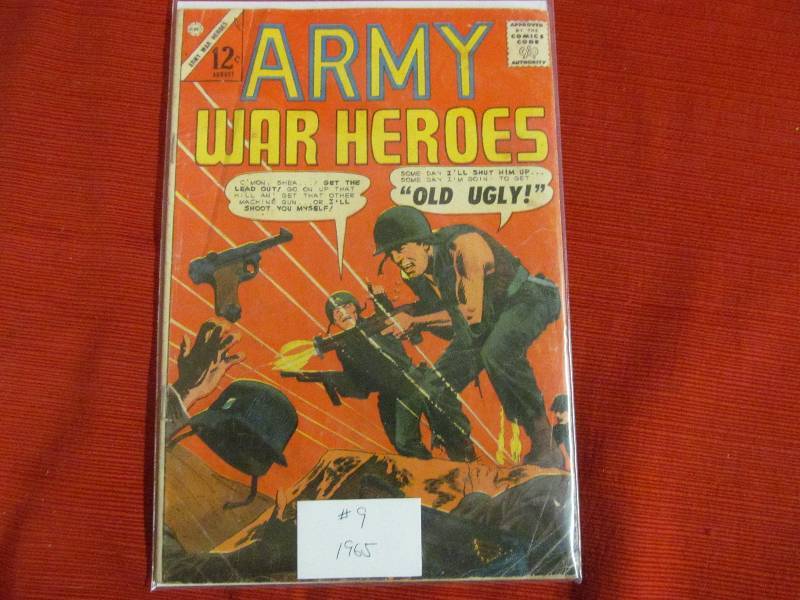 ARMY WAR HEROES
12¢
AUGUST
APPROVED
BY THE
COMICS
CODE
AUTHORITY
ARMY
WAR HEROES
C'MON, SHEA... GET THE
LEAD OUT! GO ON UP THAT
HILL AN' GET THAT OTHER
MACHINE GUN... OR I'LL
SHOOT YOU MYSELF!
SOME DAY I'LL SHUT HIM UP...
SOME DAY I'M GOIN' TO GET
"OLD UGLY!"
#9
1965